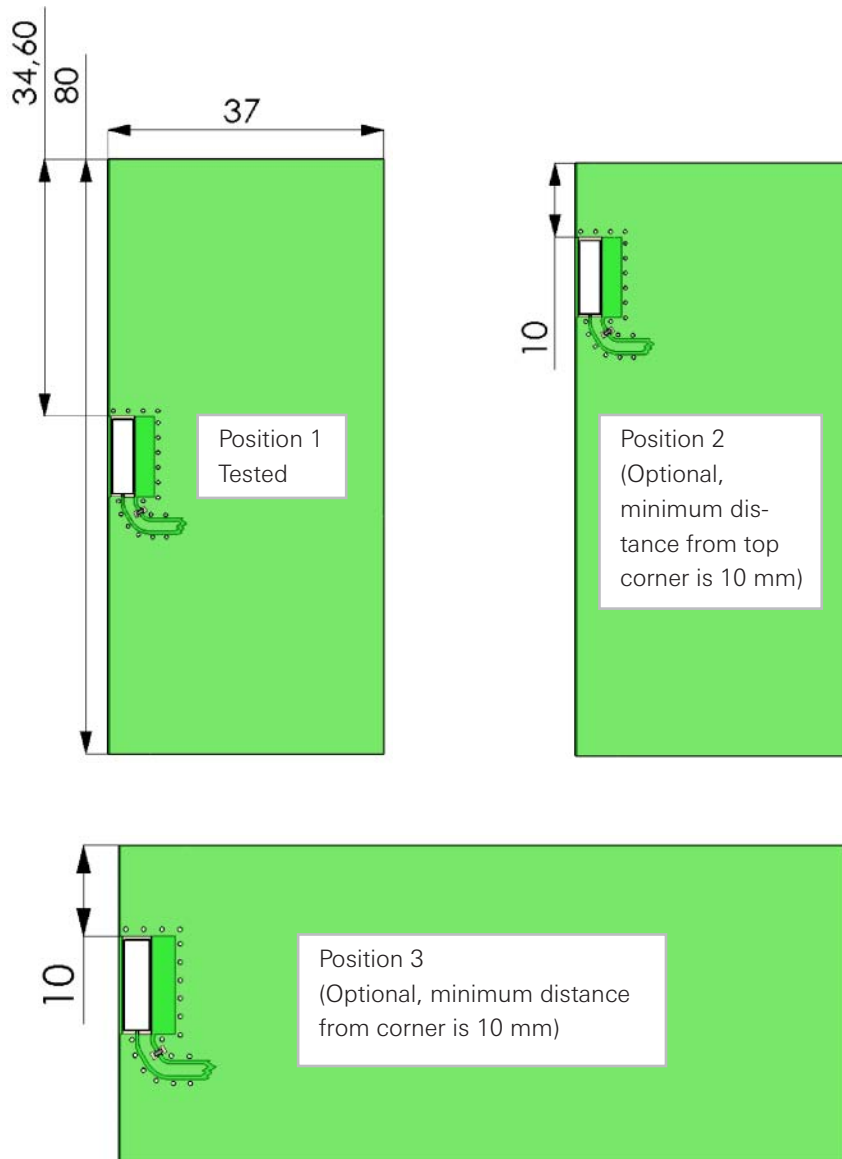 34,60
80
37
10
Position 1
Tested
Position 2
(Optional,
minimum dis-
tance from top
corner is 10 mm)
10
Position 3
(Optional, minimum distance
from corner is 10 mm)